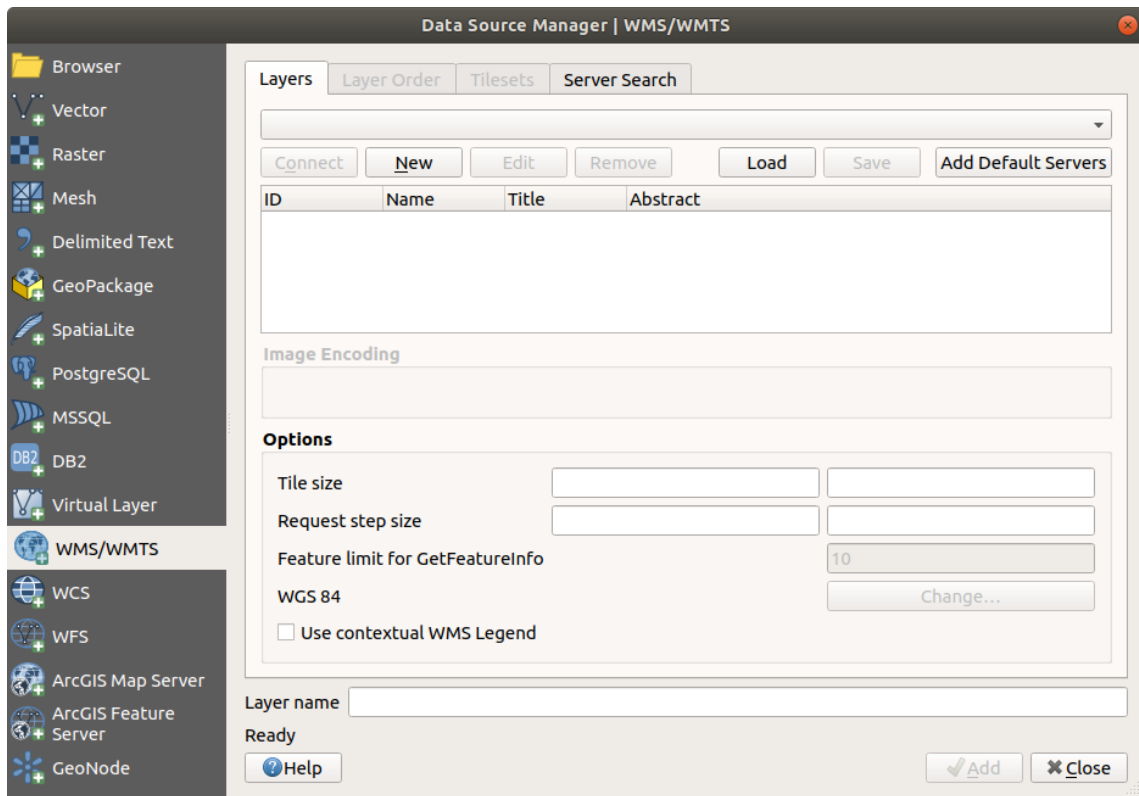 Data Source Manager | WMS/WMTS
Browser
Vector
Raster
Mesh
Delimited Text
GeoPackage
SpatiaLite
PostgreSQL
MSSQL
DB2
DB2
Virtual Layer
WMS/WMTS
WCS
WFS
ArcGIS Map Server
ArcGIS Feature
Server
GeoNode
Layers Layer Order Tilesets Server Search
Connect New Edit Remove Load Save Add Default Servers
ID Name Title Abstract
Image Encoding
Options
Tile size
Request step size
Feature limit for GetFeatureInfo 10
WGS 84 Change...
Use contextual WMS Legend
Layer name
Ready
Help Add Close